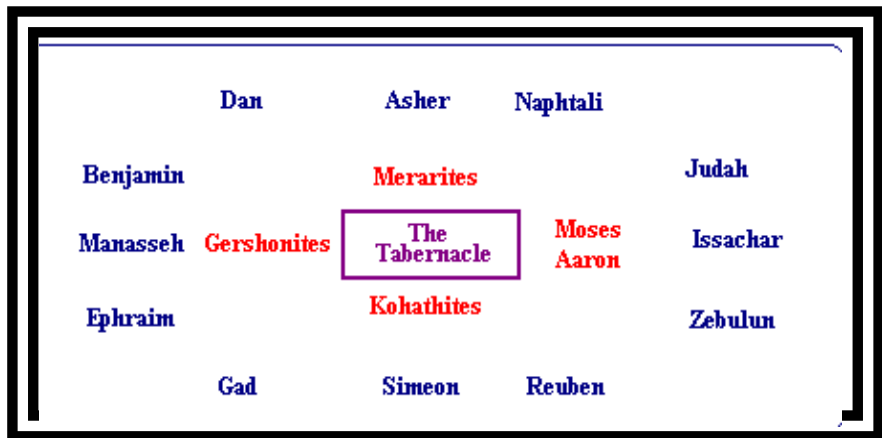 Dan Asher Naphtali
Benjamin Merarites Judah
Manasseh Gershonites The Tabernacle Moses Aaron Issachar
Ephraim Kohathites Zebulun
Gad Simeon Reuben